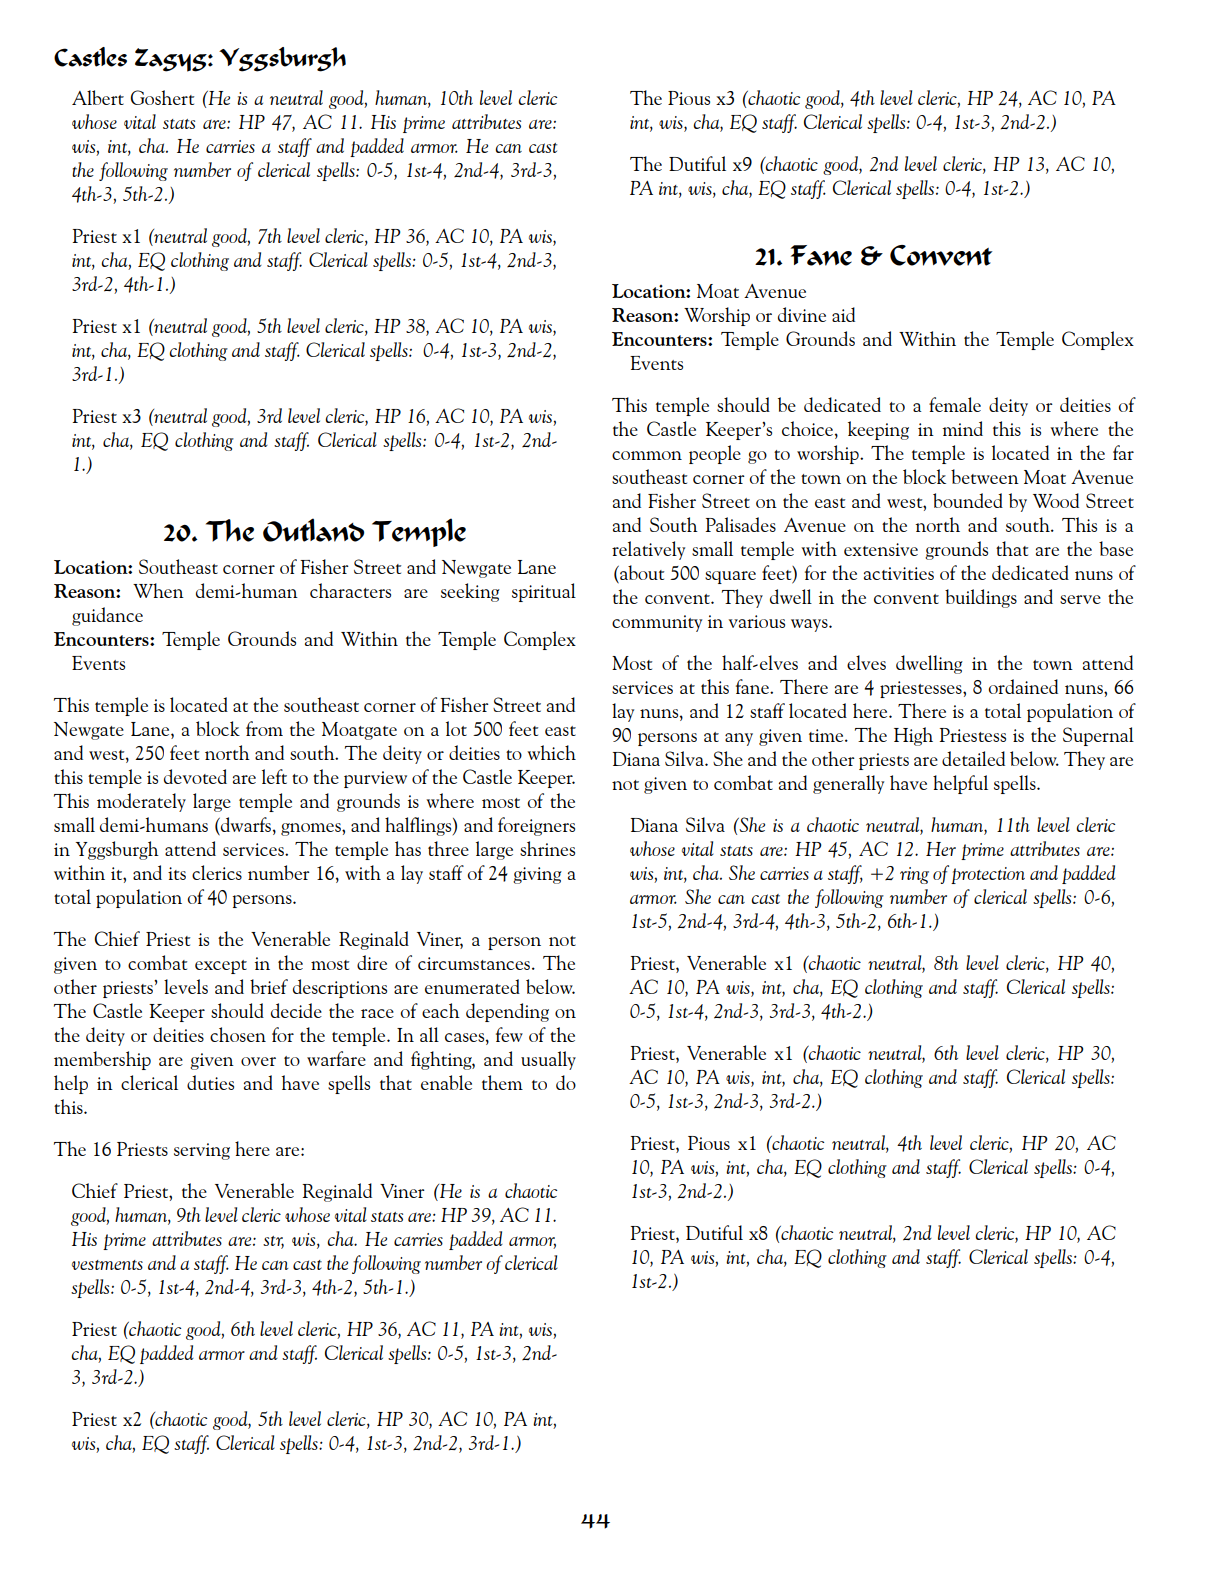 Castles Zagyg: Yggsburgh
Albert Goshert (He is a neutral good, human, 10th level cleric
whose vital stats are: HP 47, AC 11. His prime attributes are:
wis, int, cha. He carries a staff and padded armor. He can cast
the following number of clerical spells: 0-5, 1st-4, 2nd-4, 3rd-3,
4th-3, 5th-2.)
Priest x1 (neutral good, 7th level cleric, HP 36, AC 10, PA wis,
int, cha, EQ clothing and staff. Clerical spells: 0-5, 1st-4, 2nd-3,
3rd-2, 4th-1.)
Priest x1 (neutral good, 5th level cleric, HP 38, AC 10, PA wis,
int, cha, EQ clothing and staff. Clerical spells: 0-4, 1st-3, 2nd-2,
3rd-1.)
Priest x3 (neutral good, 3rd level cleric, HP 16, AC 10, PA wis,
int, cha, EQ clothing and staff. Clerical spells: 0-4, 1st-2, 2nd-
1.)
20. The Outland Temple
Location: Southeast corner of Fisher Street and Newgate Lane
Reason: When demi-human characters are seeking spiritual
guidance
Encounters: Temple Grounds and Within the Temple Complex
Events
This temple is located at the southeast corner of Fisher Street and
Newgate Lane, a block from the Moatgate on a lot 500 feet east
and west, 250 feet north and south. The deity or deities to which
this temple is devoted are left to the purview of the Castle Keeper.
This moderately large temple and grounds is where most of the
small demi-humans (dwarfs, gnomes, and halflings) and foreigners
in Yggsburgh attend services. The temple has three large shrines
within it, and its clerics number 16, with a lay staff of 24 giving a
total population of 40 persons.
The Chief Priest is the Venerable Reginald Viner, a person not
given to combat except in the most dire of circumstances. The
other priests' levels and brief descriptions are enumerated below.
The Castle Keeper should decide the race of each depending on
the deity or deities chosen for the temple. In all cases, few of the
membership are given over to warfare and fighting, and usually
help in clerical duties and have spells that enable them to do
this.
The 16 Priests serving here are:
Chief Priest, the Venerable Reginald Viner (He is a chaotic
good, human, 9th level cleric whose vital stats are: HP 39, AC 11.
His prime attributes are: str, wis, cha. He carries padded armor,
vestments and a staff. He can cast the following number of clerical
spells: 0-5, 1st-4, 2nd-4, 3rd-3, 4th-2, 5th-1.)
Priest (chaotic good, 6th level cleric, HP 36, AC 11, PA int, wis,
cha, EQ padded armor and staff. Clerical spells: 0-5, 1st-3, 2nd-
3, 3rd-2.)
Priest x2 (chaotic good, 5th level cleric, HP 30, AC 10, PA int,
wis, cha, EQ staff. Clerical spells: 0-4, 1st-3, 2nd-2, 3rd-1.)
The Pious x3 (chaotic good, 4th level cleric, HP 24, AC 10, PA
int, wis, cha, EQ staff. Clerical spells: 0-4, 1st-3, 2nd-2.)
The Dutiful x9 (chaotic good, 2nd level cleric, HP 13, AC 10,
PA int, wis, cha, EQ staff. Clerical spells: 0-4, 1st-2.)
21. Fane & Convent
Location: Moat Avenue
Reason: Worship or divine aid
Encounters: Temple Grounds and Within the Temple Complex
Events
This temple should be dedicated to a female deity or deities of
the Castle Keeper's choice, keeping in mind this is where the
common people go to worship. The temple is located in the far
southeast corner of the town on the block between Moat Avenue
and Fisher Street on the east and west, bounded by Wood Street
and South Palisades Avenue on the north and south. This is a
relatively small temple with extensive grounds that are the base
(about 500 square feet) for the activities of the dedicated nuns of
the convent. They dwell in the convent buildings and serve the
community in various ways.
Most of the half-elves and elves dwelling in the town attend
services at this fane. There are 4 priestesses, 8 ordained nuns, 66
lay nuns, and 12 staff located here. There is a total population of
90 persons at any given time. The High Priestess is the Supernal
Diana Silva. She and the other priests are detailed below. They are
not given to combat and generally have helpful spells.
Diana Silva (She is a chaotic neutral, human, 11th level cleric
whose vital stats are: HP 45, AC 12. Her prime attributes are:
wis, int, cha. She carries a staff, +2 ring of protection and padded
armor. She can cast the following number of clerical spells: 0-6,
1st-5, 2nd-4, 3rd-4, 4th-3, 5th-2, 6th-1.)
Priest, Venerable x1 (chaotic neutral, 8th level cleric, HP 40,
AC 10, PA wis, int, cha, EQ clothing and staff. Clerical spells:
0-5, 1st-4, 2nd-3, 3rd-3, 4th-2.)
Priest, Venerable x1 (chaotic neutral, 6th level cleric, HP 30,
AC 10, PA wis, int, cha, EQ clothing and staff. Clerical spells:
0-5, 1st-3, 2nd-3, 3rd-2.)
Priest, Pious x1 (chaotic neutral, 4th level cleric, HP 20, AC
10, PA wis, int, cha, EQ clothing and staff. Clerical spells: 0-4,
1st-3, 2nd-2.)
Priest, Dutiful x8 (chaotic neutral, 2nd level cleric, HP 10, AC
10, PA wis, int, cha, EQ clothing and staff. Clerical spells: 0-4,
1st-2.)
44